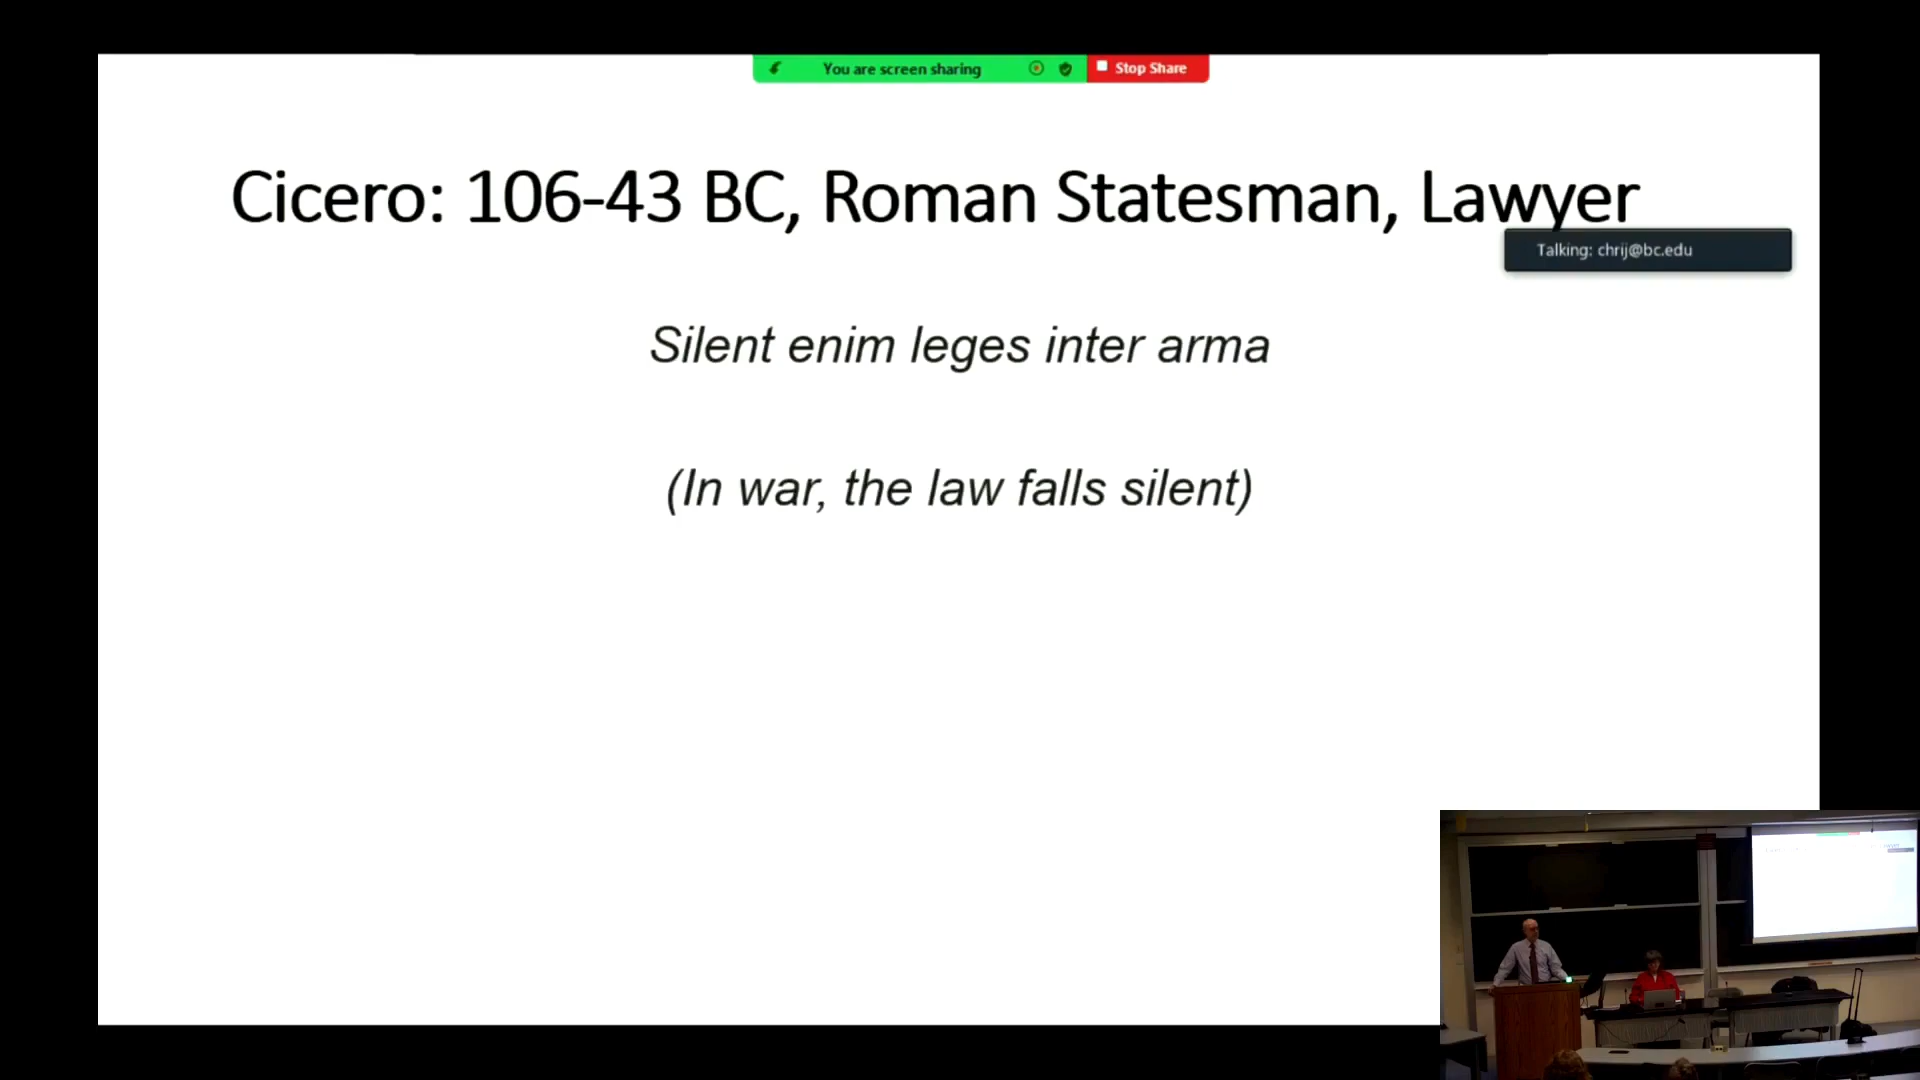 You are screen sharing Stop Share
Cicero: 106-43 BC, Roman Statesman, Lawyer
Talking: chrij@bc.edu
Silent enim leges inter arma
(In war, the law falls silent)